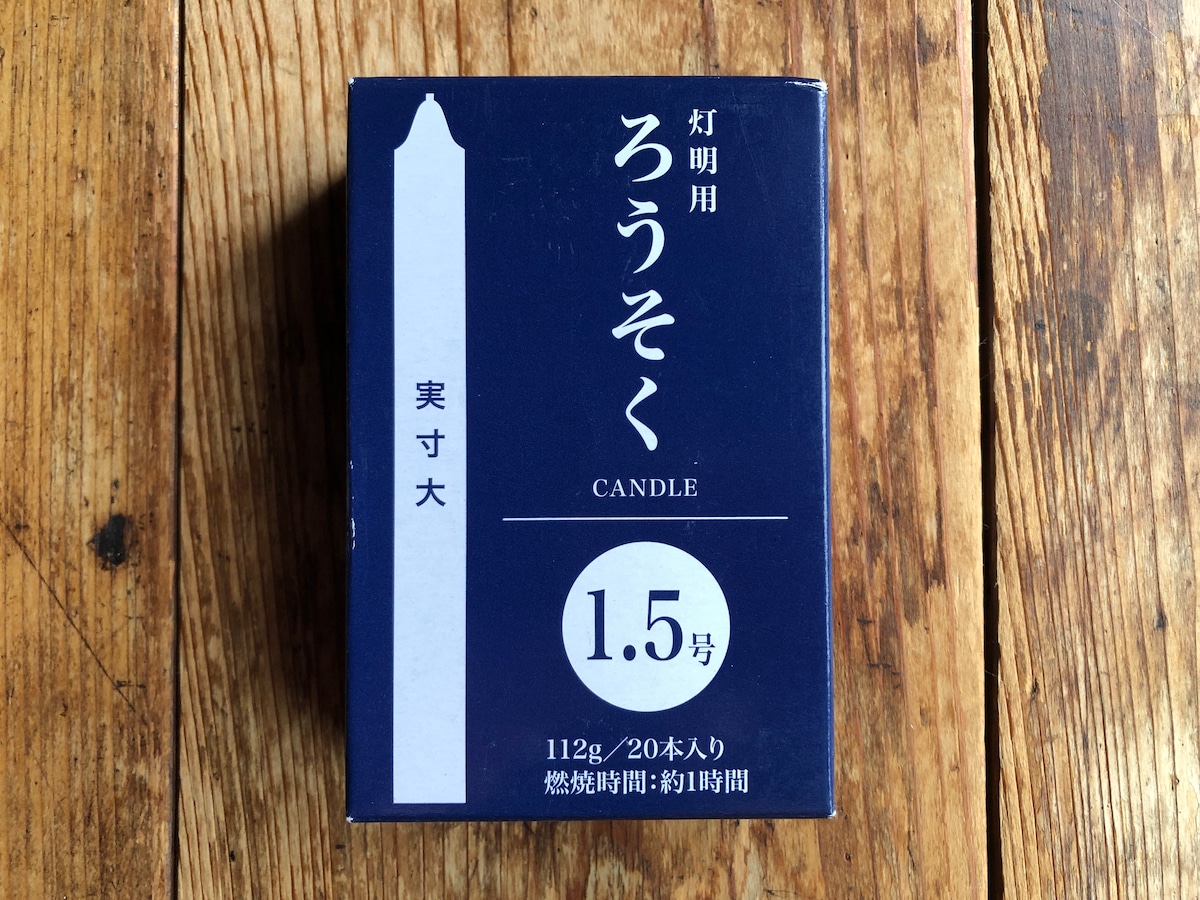 灯明用
ろうそく
CANDLE
実寸大
1.5号
112g/20本入り
燃焼時間:約1時間